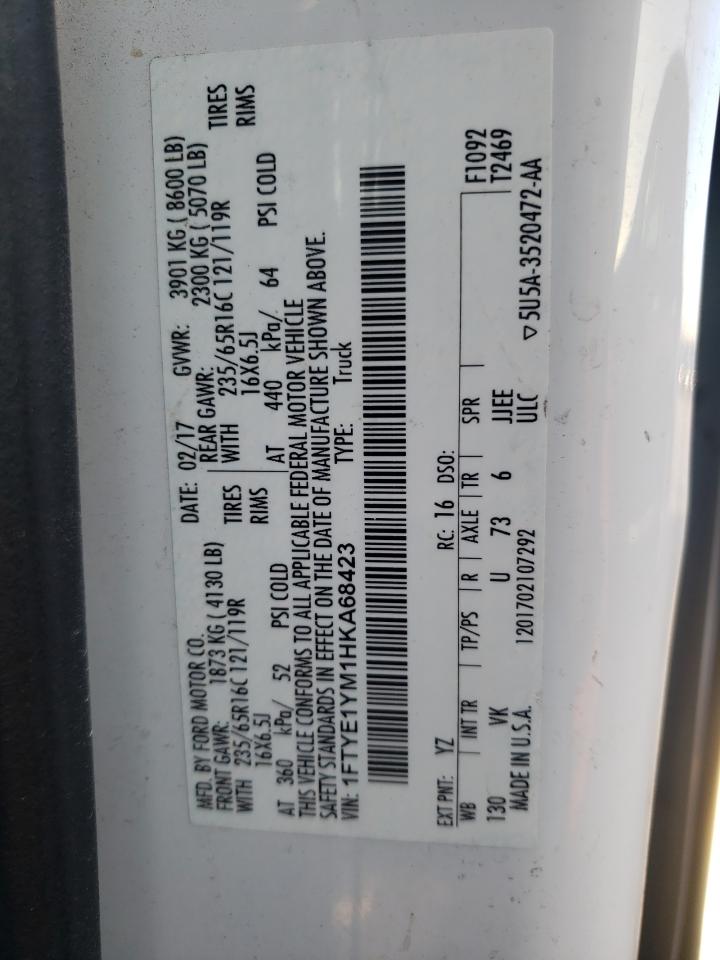 MFD. BY FORD MOTOR CO. DATE: 02/17 GVWR: 3901 KG ( 8600 LB)
FRONT GAWR: 1873 KG ( 4130 LB) REAR GAWR: 2300 KG ( 5070 LB)
WITH 235/65R16C 121/119R TIRES WITH 235/65R16C 121/119R TIRES
16X6.5J RIMS 16X6.5J RIMS
AT 360 kPa/ 52 PSI COLD AT 440 kPa/ 64 PSI COLD
THIS VEHICLE CONFORMS TO ALL APPLICABLE FEDERAL MOTOR VEHICLE
SAFETY STANDARDS IN EFFECT ON THE DATE OF MANUFACTURE SHOWN ABOVE.
VIN: 1FTYE1YM1HKA68423 TYPE: Truck
EXT PNT: YZ RC: 16 DSO:
WB INT TR TP/PS R AXLE TR SPR F1092
130 VK U 73 6 JJEE T2469
MADE IN U.S.A. 1201702107292 ULC ▽5U5A-3520472-AA